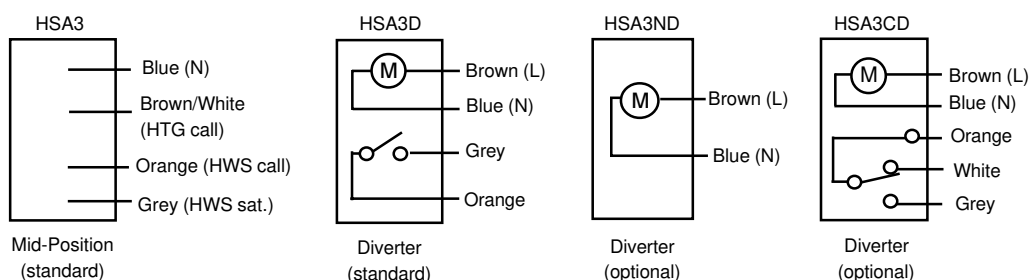 HSA3
Blue (N)
Brown/White
(HTG call)
Orange (HWS call)
Grey (HWS sat.)
Mid-Position
(standard)
HSA3D
M
Brown (L)
Blue (N)
Grey
Orange
Diverter
(standard)
HSA3ND
M
Brown (L)
Blue (N)
Diverter
(optional)
HSA3CD
M
Brown (L)
Blue (N)
Orange
White
Grey
Diverter
(optional)